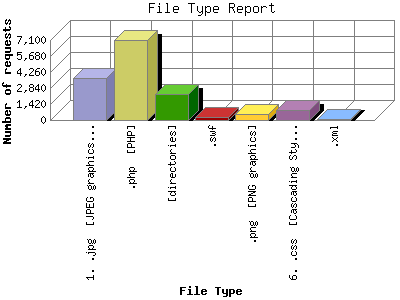 File Type Report
Number of requests
7,100
5,680
4,260
2,840
1,420
0
1. .jpg [JPEG graphics...
.php [PHP]
[directories]
.swf
.png [PNG graphics]
6. .css [Cascading Sty...
.xml
File Type